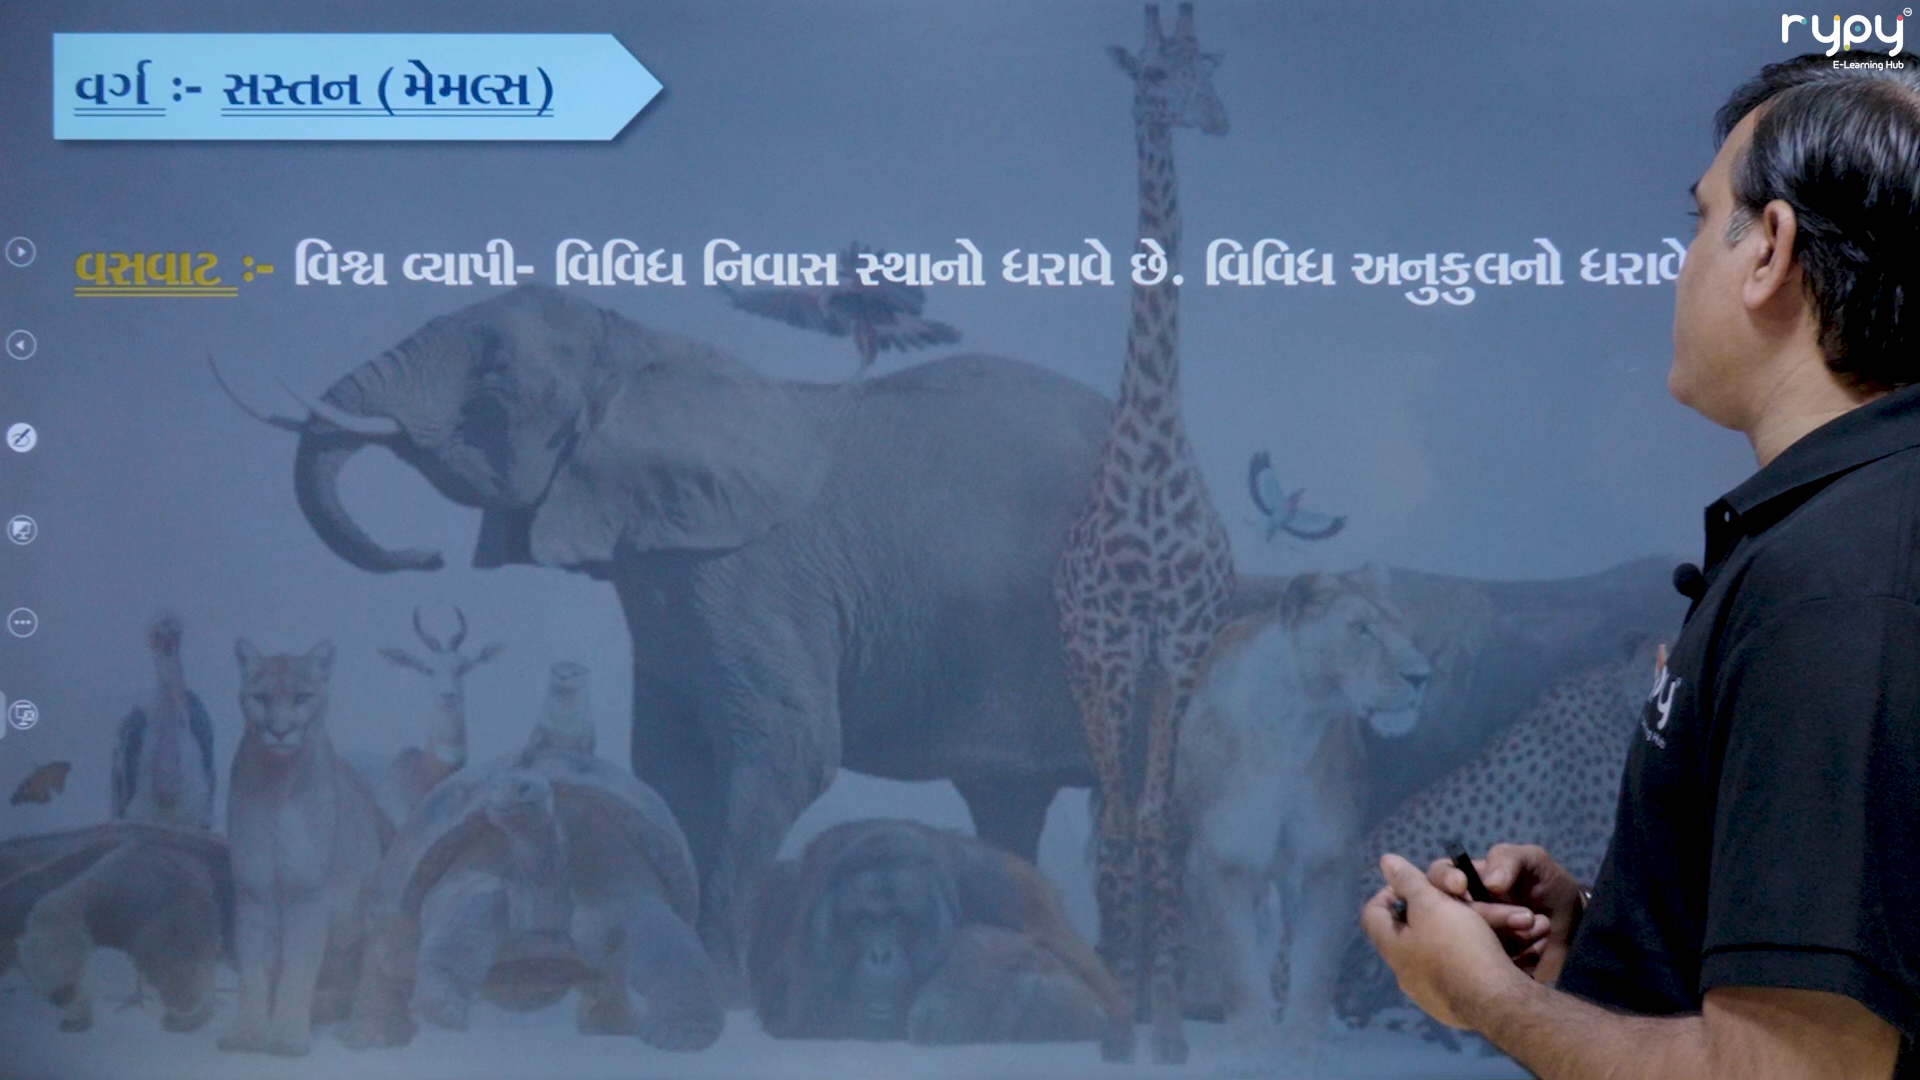 rypy
E-Learning Hub
વર્ગ :- સસ્તન (મેમલ્સ)
વસવાટ :- વિશ્વ વ્યાપી- વિવિધ નિવાસ સ્થાનો ધરાવે છે. વિવિધ અનુકુલનો ધરાવે